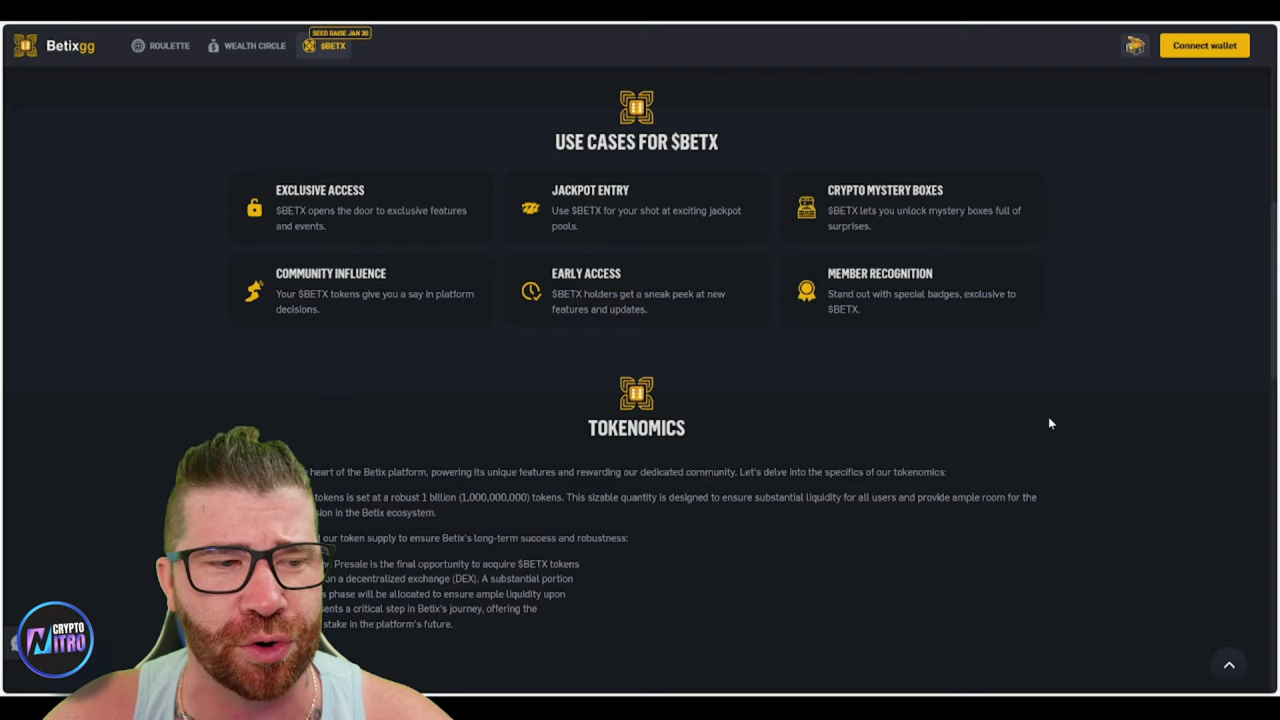 SEED RAISE JAN 30
Betixgg
ROULETTE
WEALTH CIRCLE
$BETX
Connect wallet
USE CASES FOR $BETX
EXCLUSIVE ACCESS
$BETX opens the door to exclusive features
and events.
JACKPOT ENTRY
Use $BETX for your shot at exciting jackpot
pools.
CRYPTO MYSTERY BOXES
$BETX lets you unlock mystery boxes full of
surprises.
COMMUNITY INFLUENCE
Your $BETX tokens give you a say in platform
decisions.
EARLY ACCESS
$BETX holders get a sneak peek at new
features and updates.
MEMBER RECOGNITION
Stand out with special badges, exclusive to
$BETX.
TOKENOMICS
heart of the Betix platform, powering its unique features and rewarding our dedicated community. Let's delve into the specifics of our tokenomics:
tokens is set at a robust 1 billion (1,000,000,000) tokens. This sizable quantity is designed to ensure substantial liquidity for all users and provide ample room for the
in the Betix ecosystem.
our token supply to ensure Betix's long-term success and robustness:
Presale is the final opportunity to acquire $BETX tokens
on a decentralized exchange (DEX). A substantial portion
phase will be allocated to ensure ample liquidity upon
a critical step in Betix's journey, offering the
stake in the platform's future.
CRYPTO
NITRO